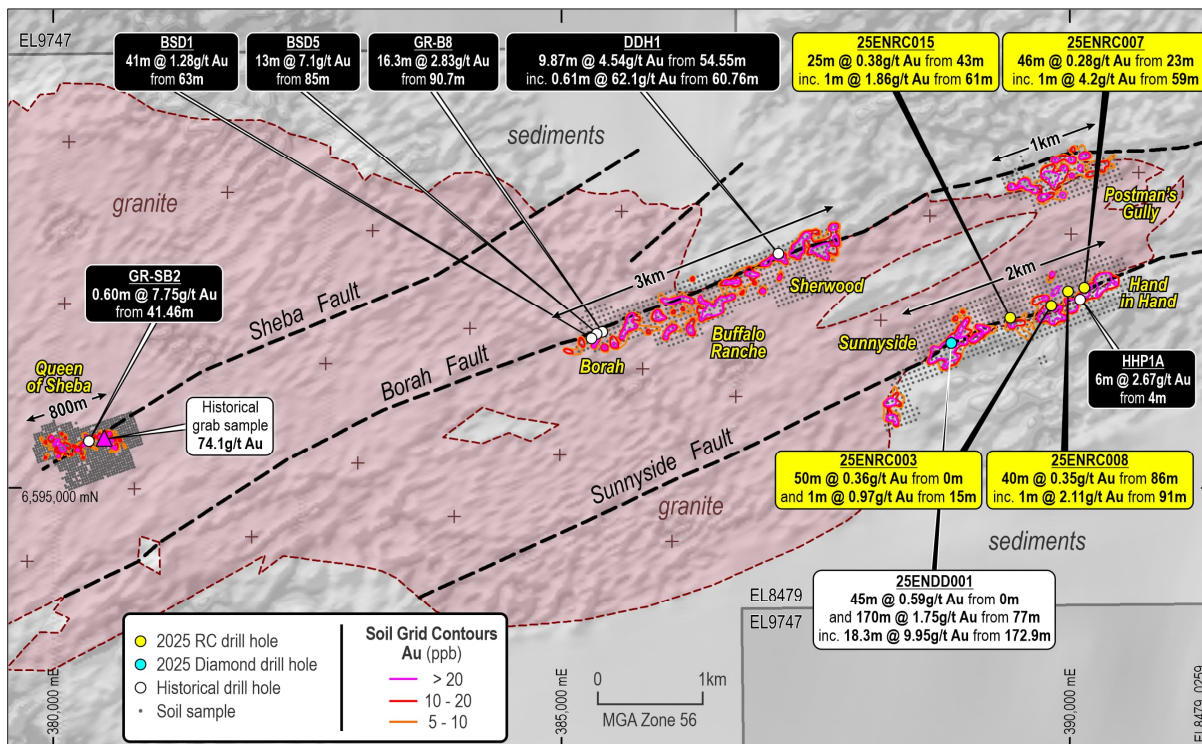 EL9747
BSD1
41m @ 1.28g/t Au
from 63m
BSD5
13m @ 7.1g/t Au
from 85m
GR-B8
16.3m @ 2.83g/t Au
from 90.7m
DDH1
9.87m @ 4.54g/t Au from 54.55m
inc. 0.61m @ 62.1g/t Au from 60.76m
25ENRC015
25m @ 0.38g/t Au from 43m
inc. 1m @ 1.86g/t Au from 61m
25ENRC007
46m @ 0.28g/t Au from 23m
inc. 1m @ 4.2g/t Au from 59m
sediments
1km
granite
Postman's
Gully
GR-SB2
0.60m @ 7.75g/t Au
from 41.46m
Sheba Fault
3km
Sherwood
2km
Hand
in Hand
Buffalo
Ranche
Sunnyside
Borah
Borah Fault
Queen
of Sheba
800m
Historical
grab sample
74.1g/t Au
HHP1A
6m @ 2.67g/t Au
from 4m
Sunnyside Fault
25ENRC003
50m @ 0.36g/t Au from 0m
and 1m @ 0.97g/t Au from 15m
25ENRC008
40m @ 0.35g/t Au from 86m
inc. 1m @ 2.11g/t Au from 91m
6,595,000 mN
granite
sediments
25ENDD001
45m @ 0.59g/t Au from 0m
and 170m @ 1.75g/t Au from 77m
inc. 18.3m @ 9.95g/t Au from 172.9m
EL8479
EL9747
2025 RC drill hole
2025 Diamond drill hole
Historical drill hole
Soil sample
Soil Grid Contours
Au (ppb)
> 20
10 - 20
5 - 10
0
1km
MGA Zone 56
380,000 mE
385,000 mE
390,000 mE
EL8479_0259